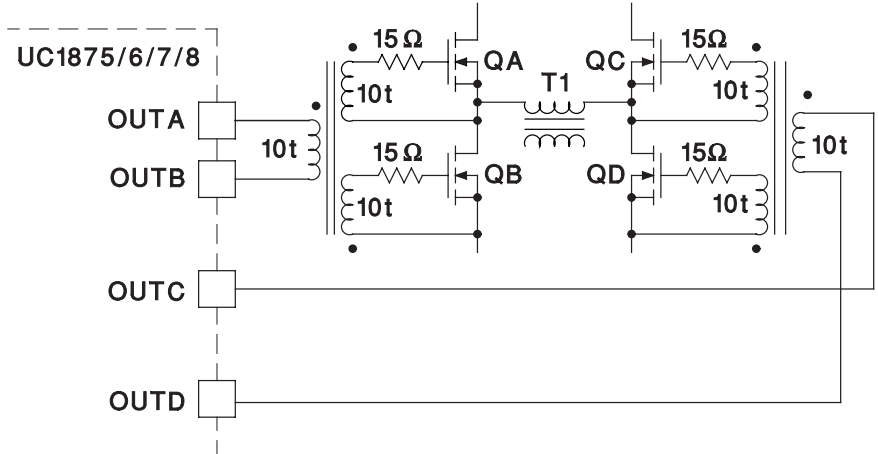 UC1875/6/7/8
15Ω
QA
QC
15Ω
T1
10t
10t
OUTA
10t
10t
15Ω
15Ω
OUTB
QB
QD
10t
10t
OUTC
OUTD